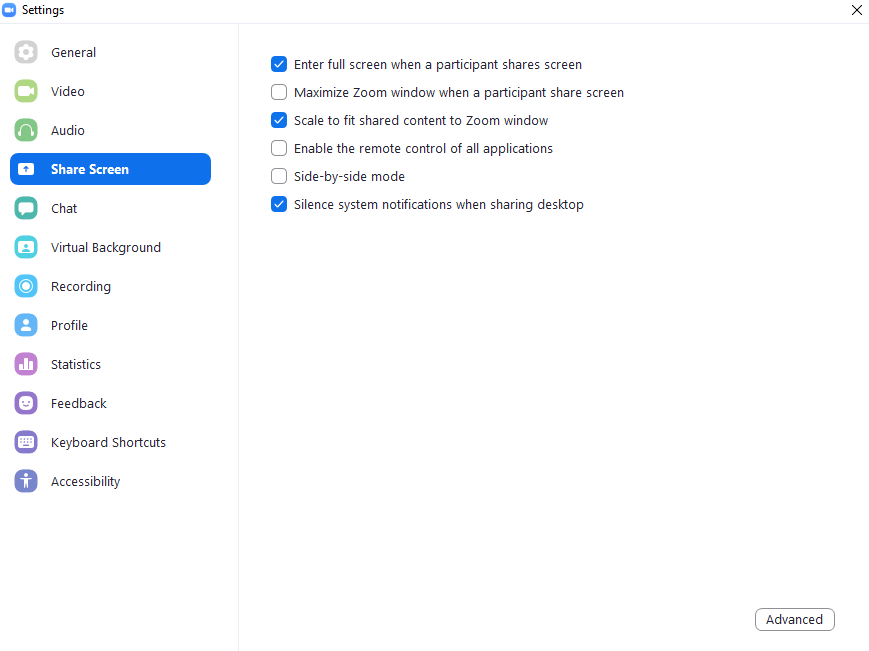 Settings
General
Video
Audio
Share Screen
Chat
Virtual Background
Recording
Profile
Statistics
Feedback
Keyboard Shortcuts
Accessibility
Enter full screen when a participant shares screen
Maximize Zoom window when a participant share screen
Scale to fit shared content to Zoom window
Enable the remote control of all applications
Side-by-side mode
Silence system notifications when sharing desktop
Advanced